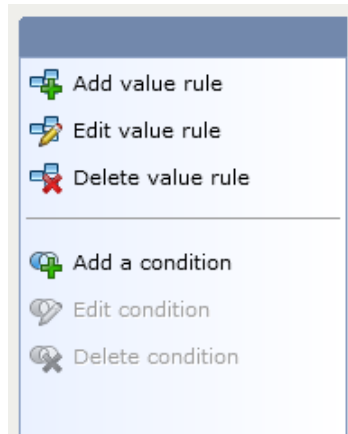 Add value rule
Edit value rule
Delete value rule
Add a condition
Edit condition
Delete condition